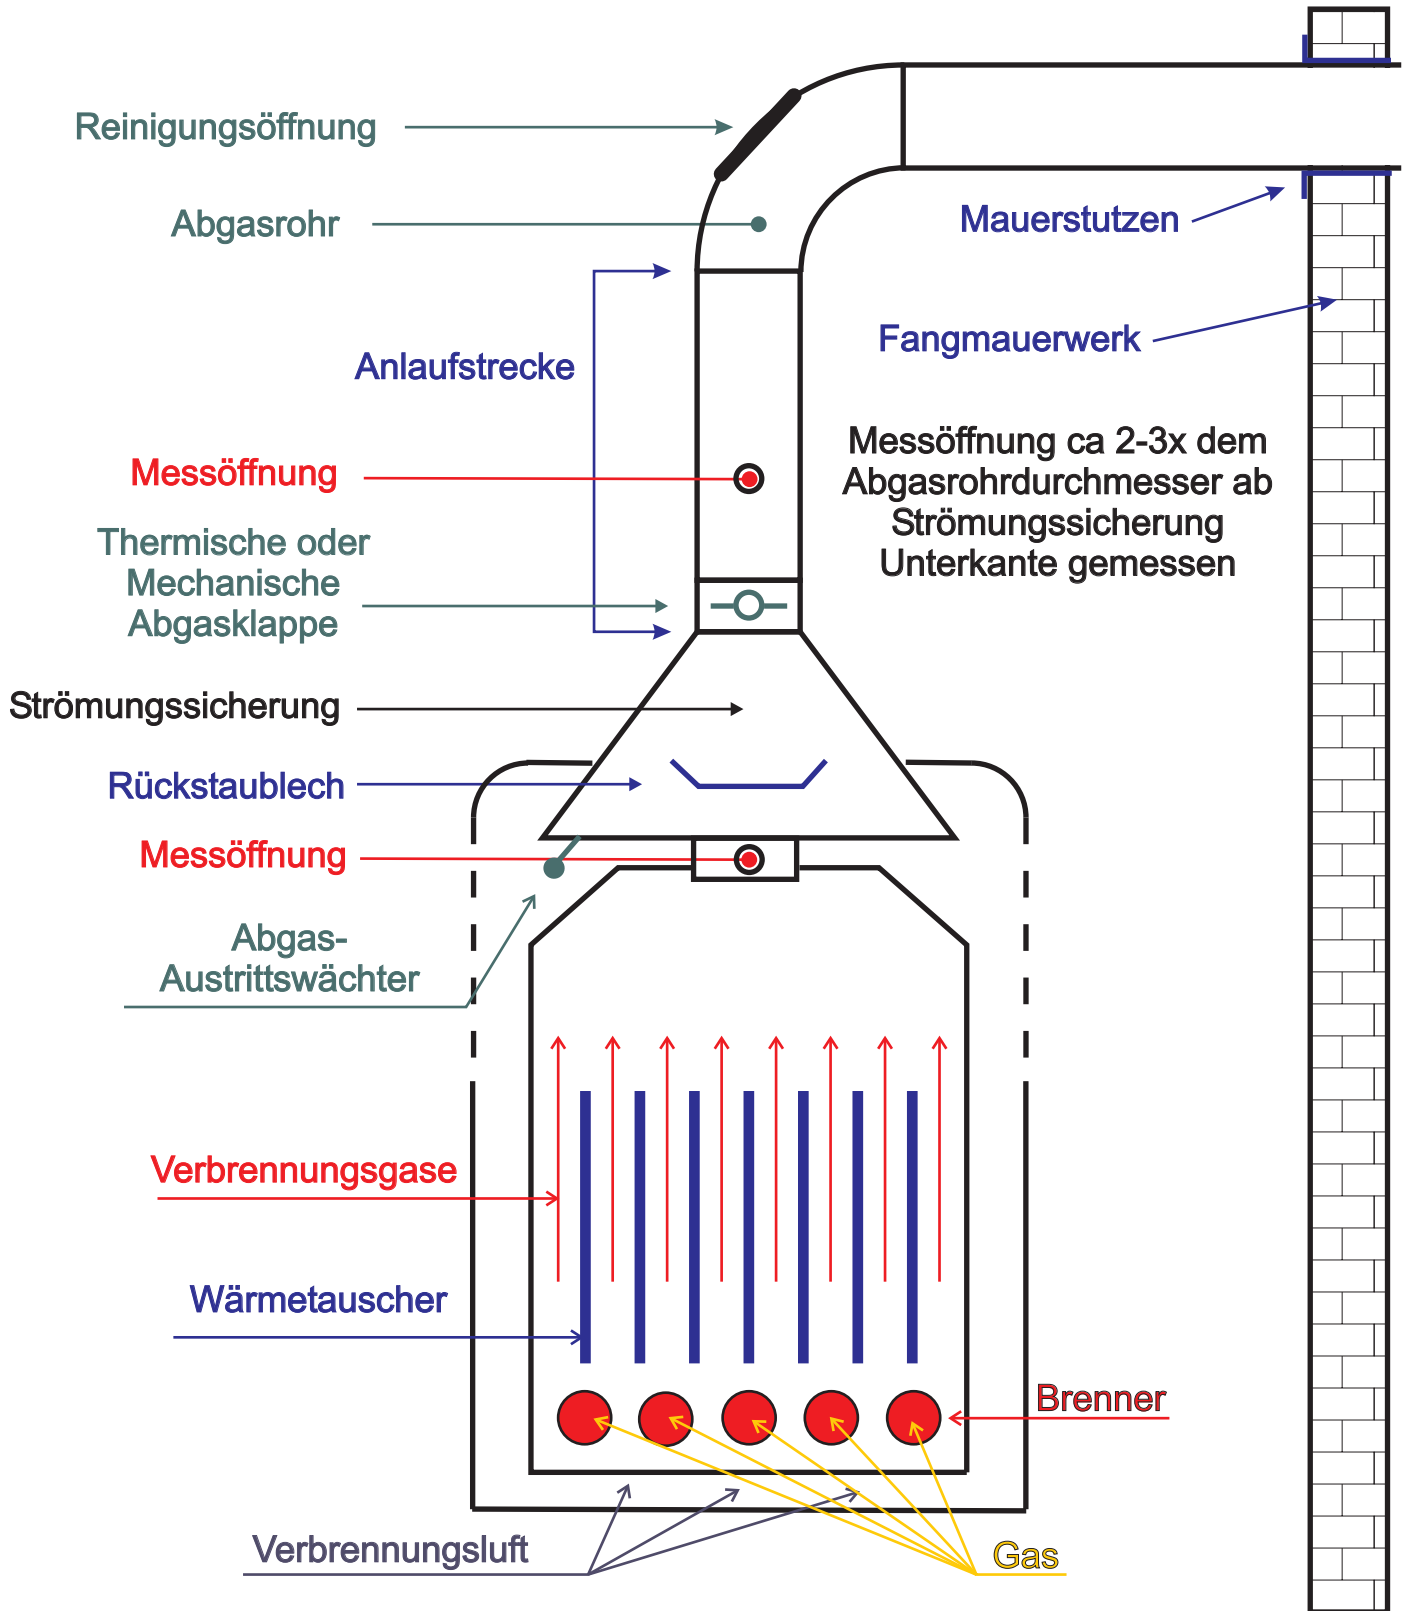 Reinigungsöffnung
Abgasrohr
Mauerstutzen
Fangmauerwerk
Anlaufstrecke
Messöffnung ca 2-3x dem
Abgasrohrdurchmesser ab
Strömungssicherung
Unterkante gemessen
Messöffnung
Thermische oder
Mechanische
Abgasklappe
Strömungssicherung
Rückstaublech
Messöffnung
Abgas-
Austrittswächter
Verbrennungsgase
Wärmetauscher
Brenner
Verbrennungsluft
Gas